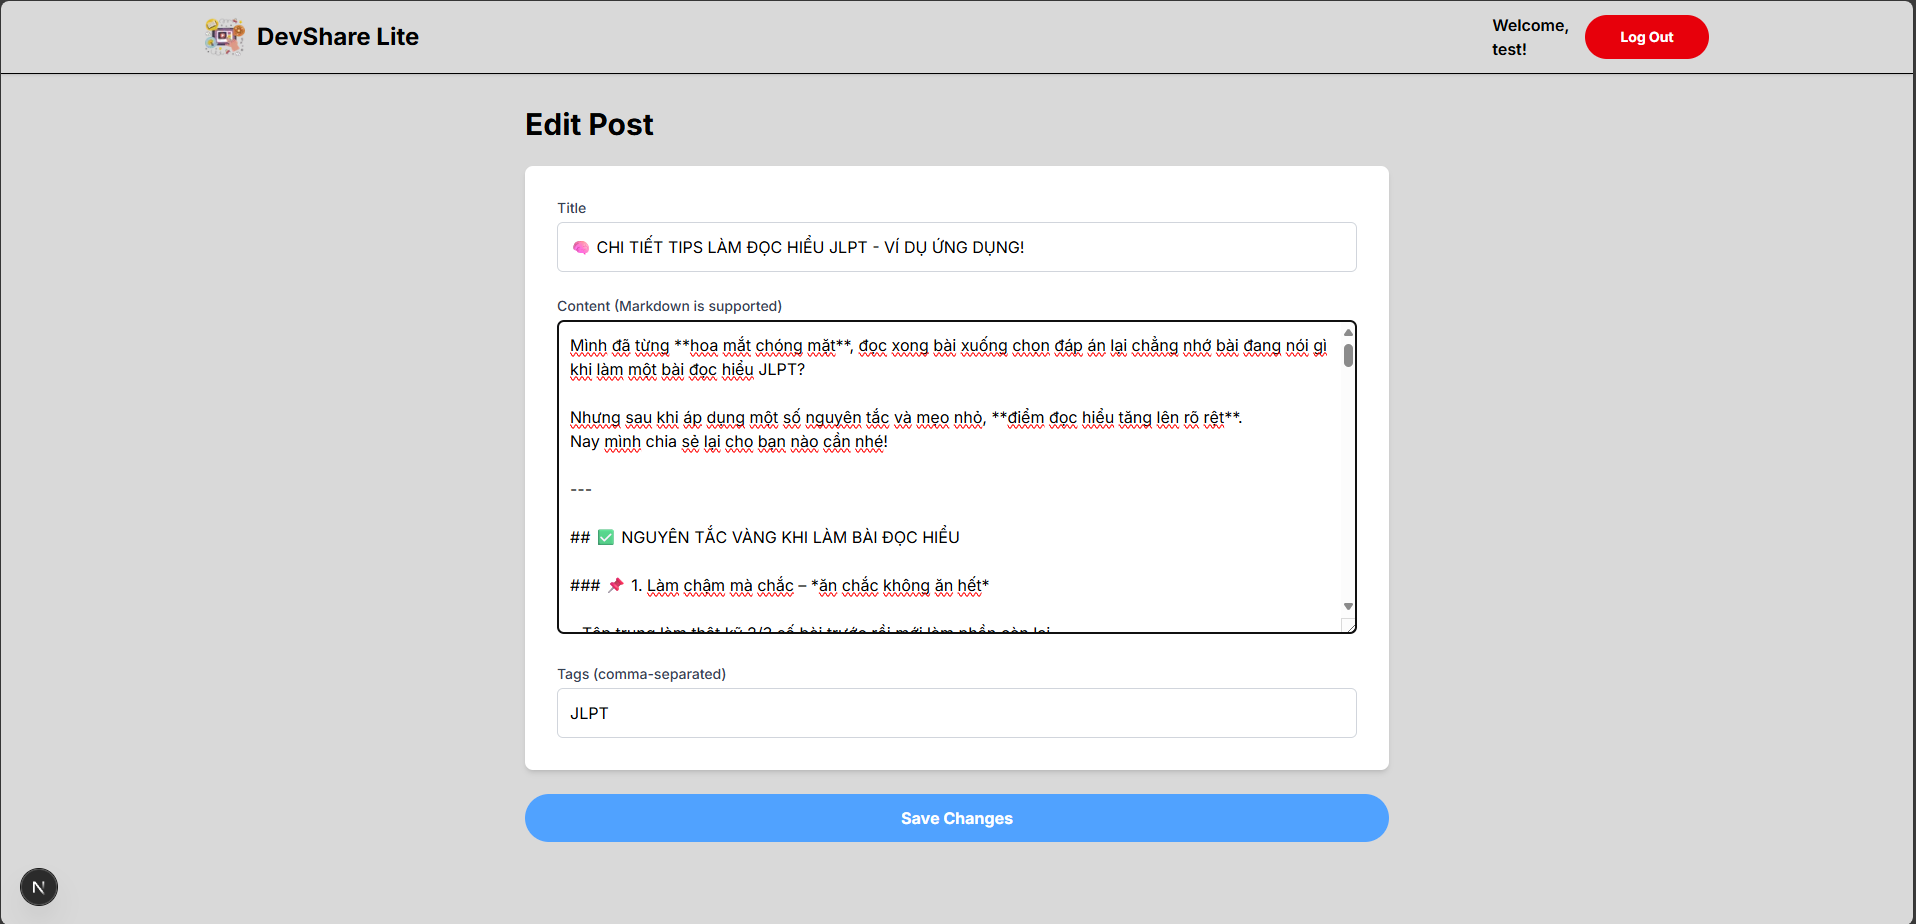 DevShare Lite
Welcome,
test!
Log Out
Edit Post
Title
🧠 CHI TIẾT TIPS LÀM ĐỌC HIỂU JLPT - VÍ DỤ ỨNG DỤNG!
Content (Markdown is supported)
Mình đã từng **hoa mắt chóng mặt**, đọc xong bài xuống chọn đáp án lại chẳng nhớ bài đang nói gì
khi làm một bài đọc hiểu JLPT?
Nhưng sau khi áp dụng một số nguyên tắc và mẹo nhỏ, **điểm đọc hiểu tăng lên rõ rệt**.
Nay mình chia sẻ lại cho bạn nào cần nhé!
---
## ✅ NGUYÊN TẮC VÀNG KHI LÀM BÀI ĐỌC HIỂU
### 📌 1. Làm chậm mà chắc – *ăn chắc không ăn hết*
Tags (comma-separated)
JLPT
Save Changes
N